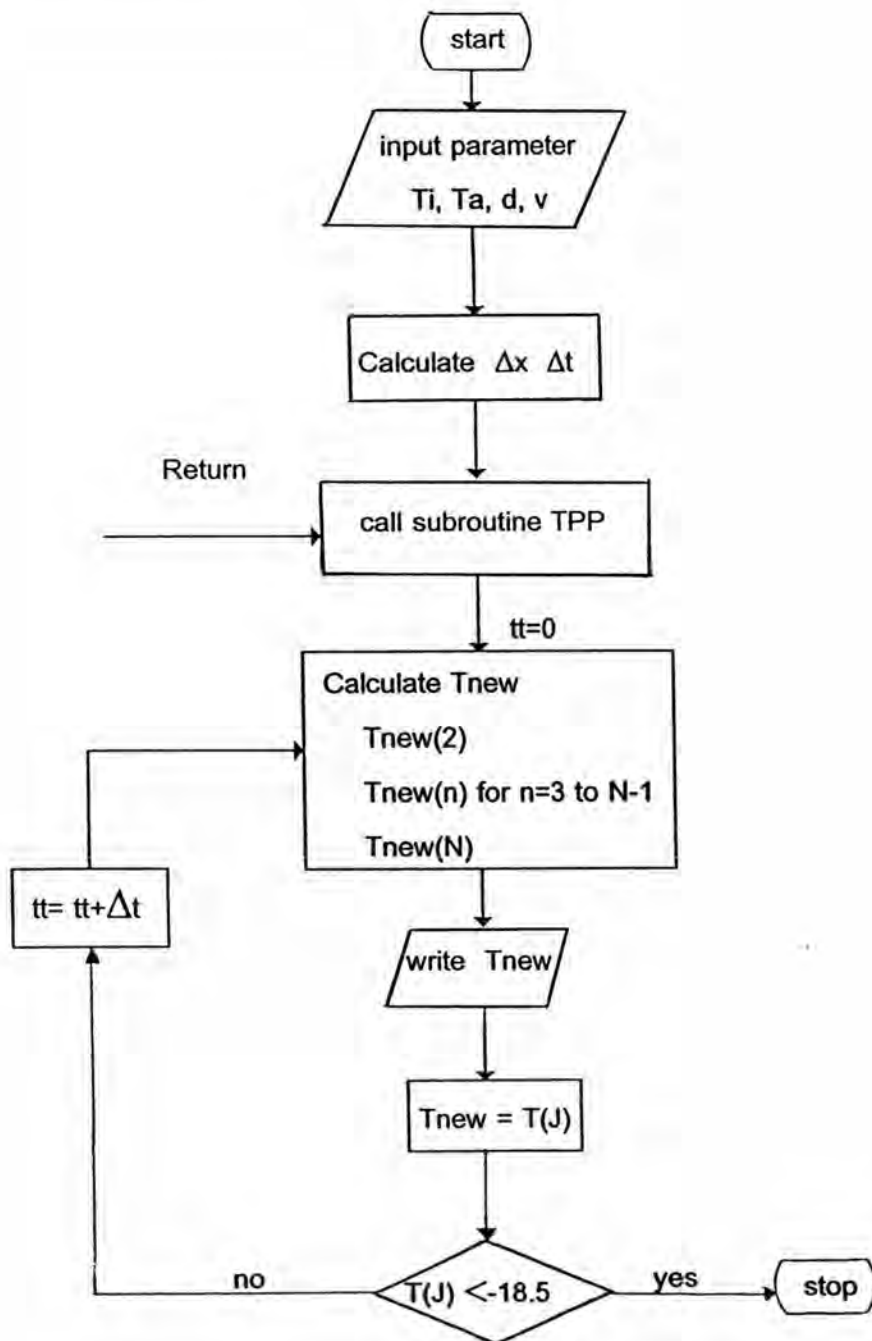 start
input parameter
Ti, Ta, d, v
Calculate Δx Δt
Return
call subroutine TPP
tt=0
Calculate Tnew
Tnew(2)
Tnew(n) for n=3 to N-1
Tnew(N)
tt= tt+Δt
write Tnew
Tnew = T(J)
no
T(J) <-18.5
yes
stop